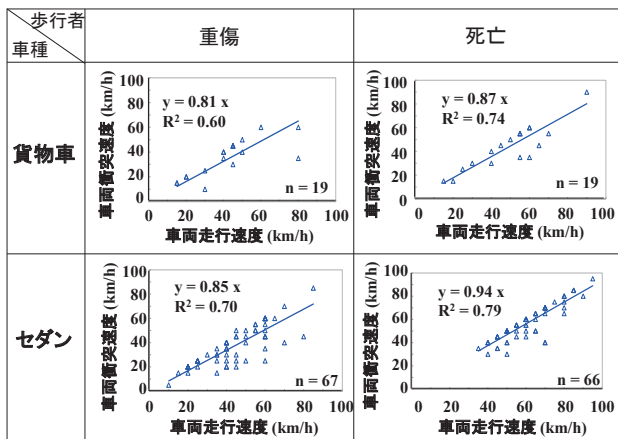 歩行者
車種
重傷
死亡
貨物車
車両衝突速度
(km/h)
100
80
60
40
20
0
y = 0.81 x
R² = 0.60
n = 19
0 20 40 60 80 100
車両走行速度 (km/h)
車両衝突速度
(km/h)
100
80
60
40
20
0
y = 0.87 x
R² = 0.74
n = 19
0 20 40 60 80 100
車両走行速度 (km/h)
セダン
車両衝突速度
(km/h)
100
80
60
40
20
0
y = 0.85 x
R² = 0.70
n = 67
0 20 40 60 80 100
車両走行速度 (km/h)
車両衝突速度
(km/h)
100
80
60
40
20
0
y = 0.94 x
R² = 0.79
n = 66
0 20 40 60 80 100
車両走行速度 (km/h)